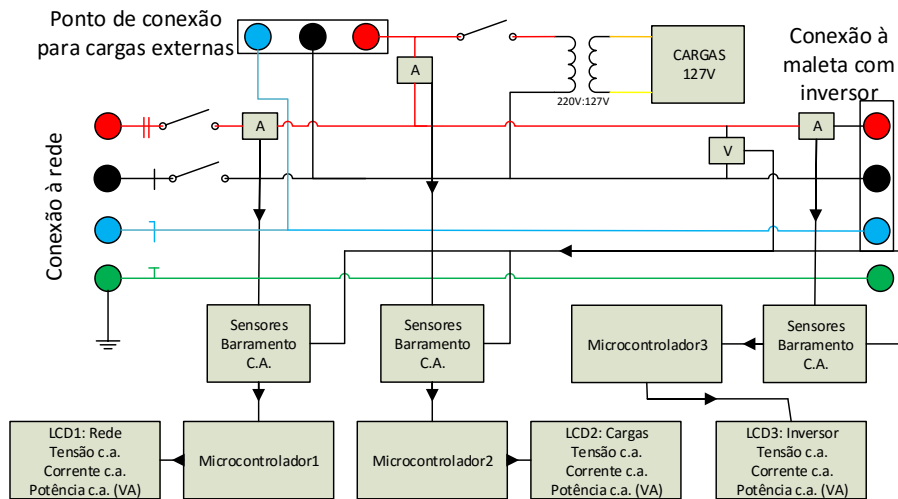 Ponto de conexão
para cargas externas
A
220V:127V
CARGAS
127V
Conexão à
maleta com
inversor
Conexão à rede
A
A
V
Sensores
Barramento
C.A.
Sensores
Barramento
C.A.
Microcontrolador3
Sensores
Barramento
C.A.
LCD1: Rede
Tensão c.a.
Corrente c.a.
Potência c.a. (VA)
Microcontrolador1
Microcontrolador2
LCD2: Cargas
Tensão c.a.
Corrente c.a.
Potência c.a. (VA)
LCD3: Inversor
Tensão c.a.
Corrente c.a.
Potência c.a. (VA)